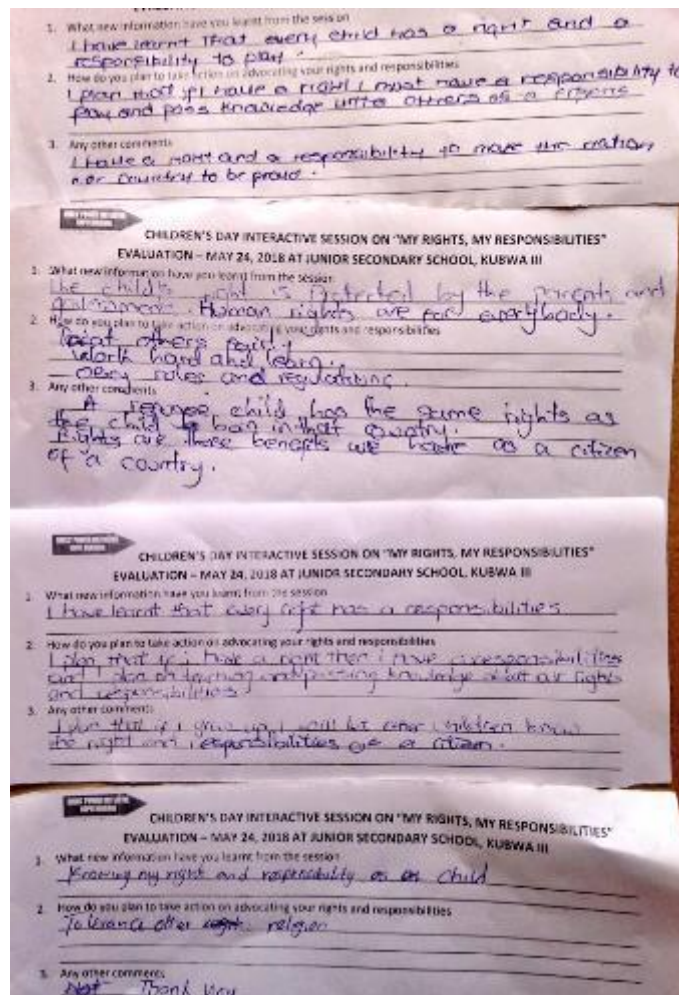 1. What new information have you learnt from the session
I have learnt That every child has a right and a
responsibility to play.
2. How do you plan to take action on advocating your rights and responsibilities
I plan that if I have a right I must have a responsibility to
play and pass knowledge unto others as a
3. Any other comments
I have a right and a responsibility to make the nation
or country to be proud.
CHILDREN'S DAY INTERACTIVE SESSION ON "MY RIGHTS, MY RESPONSIBILITIES"
EVALUATION – MAY 24, 2018 AT JUNIOR SECONDARY SCHOOL, KUBWA III
1. What new information have you learnt from the session
the child's right is protected by the parents and
government. Human rights are for everybody.
2. How do you plan to take action on advocating your rights and responsibilities
Treat others fairly
Work hard and learn.
Obey rules and regulations.
3. Any other comments
A refugee child has the same rights as
the child to born in that country.
Rights are those benefits we have as a citizen
of a country.
CHILDREN'S DAY INTERACTIVE SESSION ON "MY RIGHTS, MY RESPONSIBILITIES"
EVALUATION – MAY 24, 2018 AT JUNIOR SECONDARY SCHOOL, KUBWA III
1. What new information have you learnt from the session
I have learnt that every right has a responsibilities
2. How do you plan to take action on advocating your rights and responsibilities
I plan that if i have a right then i have a responsibilities
and I plan on learning and passing knowledge about our rights
and responsibilities
3. Any other comments
I plan that if i grow up I will let other children know
the right and responsibilities as a citizen.
CHILDREN'S DAY INTERACTIVE SESSION ON "MY RIGHTS, MY RESPONSIBILITIES"
EVALUATION – MAY 24, 2018 AT JUNIOR SECONDARY SCHOOL, KUBWA III
1. What new information have you learnt from the session
Knowing my right and responsibility as an child
2. How do you plan to take action on advocating your rights and responsibilities
Tolerance other religion
3. Any other comments
Not Thank you